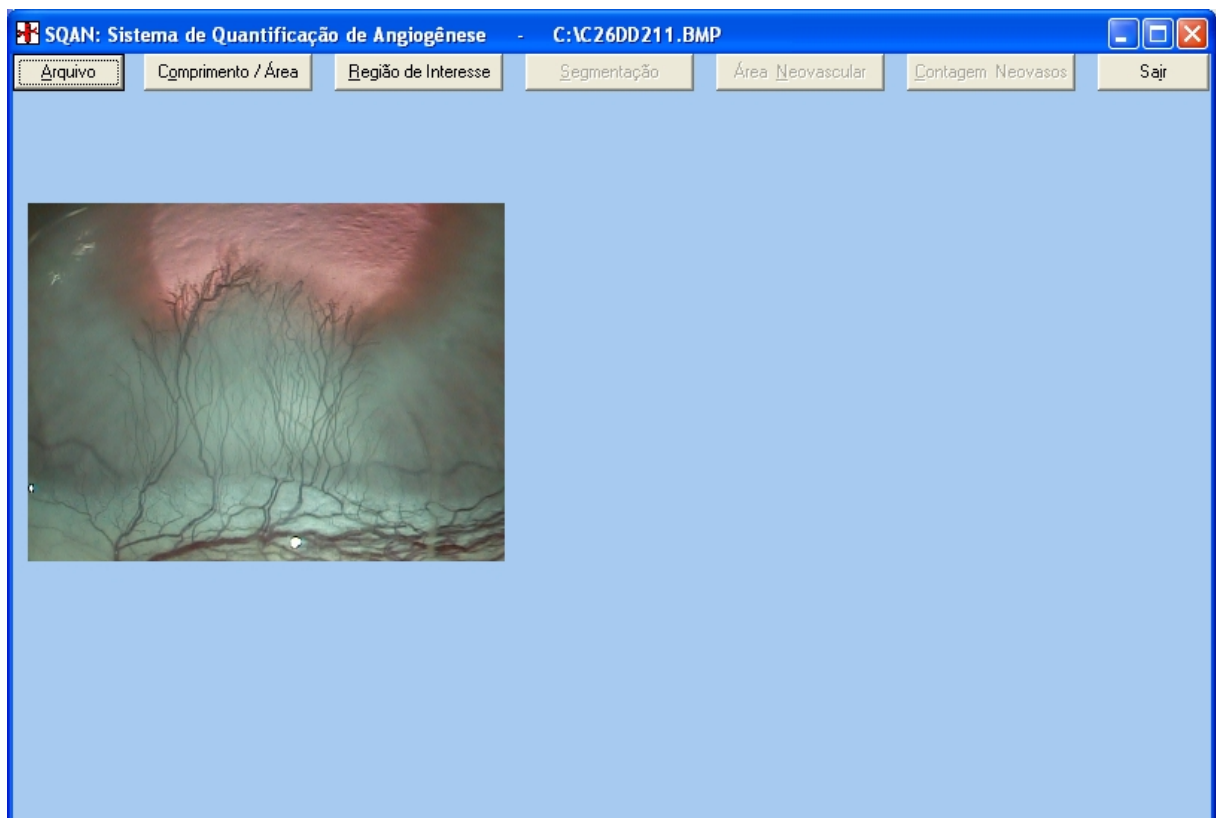 SQAN: Sistema de Quantificação de Angiogênese - C:\C26DD211.BMP
Arquivo Comprimento / Área Região de Interesse Segmentação Área Neovascular Contagem Neovasos Sair